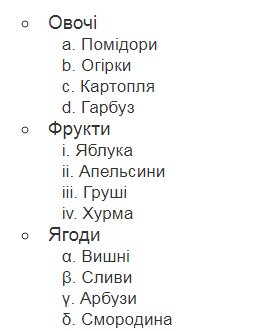 ○ Овочі
a. Помідори
b. Огірки
c. Картопля
d. Гарбуз
○ Фрукти
i. Яблука
ii. Апельсини
iii. Груші
iv. Хурма
○ Ягоди
α. Вишні
β. Сливи
γ. Арбузи
δ. Смородина